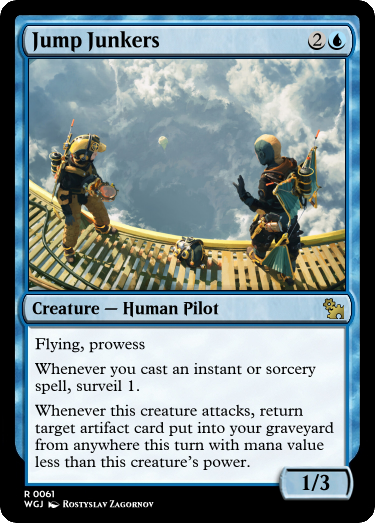 Jump Junkers 2
Creature — Human Pilot
Flying, prowess
Whenever you cast an instant or sorcery
spell, surveil 1.
Whenever this creature attacks, return
target artifact card put into your graveyard
from anywhere this turn with mana value
less than this creature's power.
1/3
R 0061
WGJ Rostyslav Zagornov